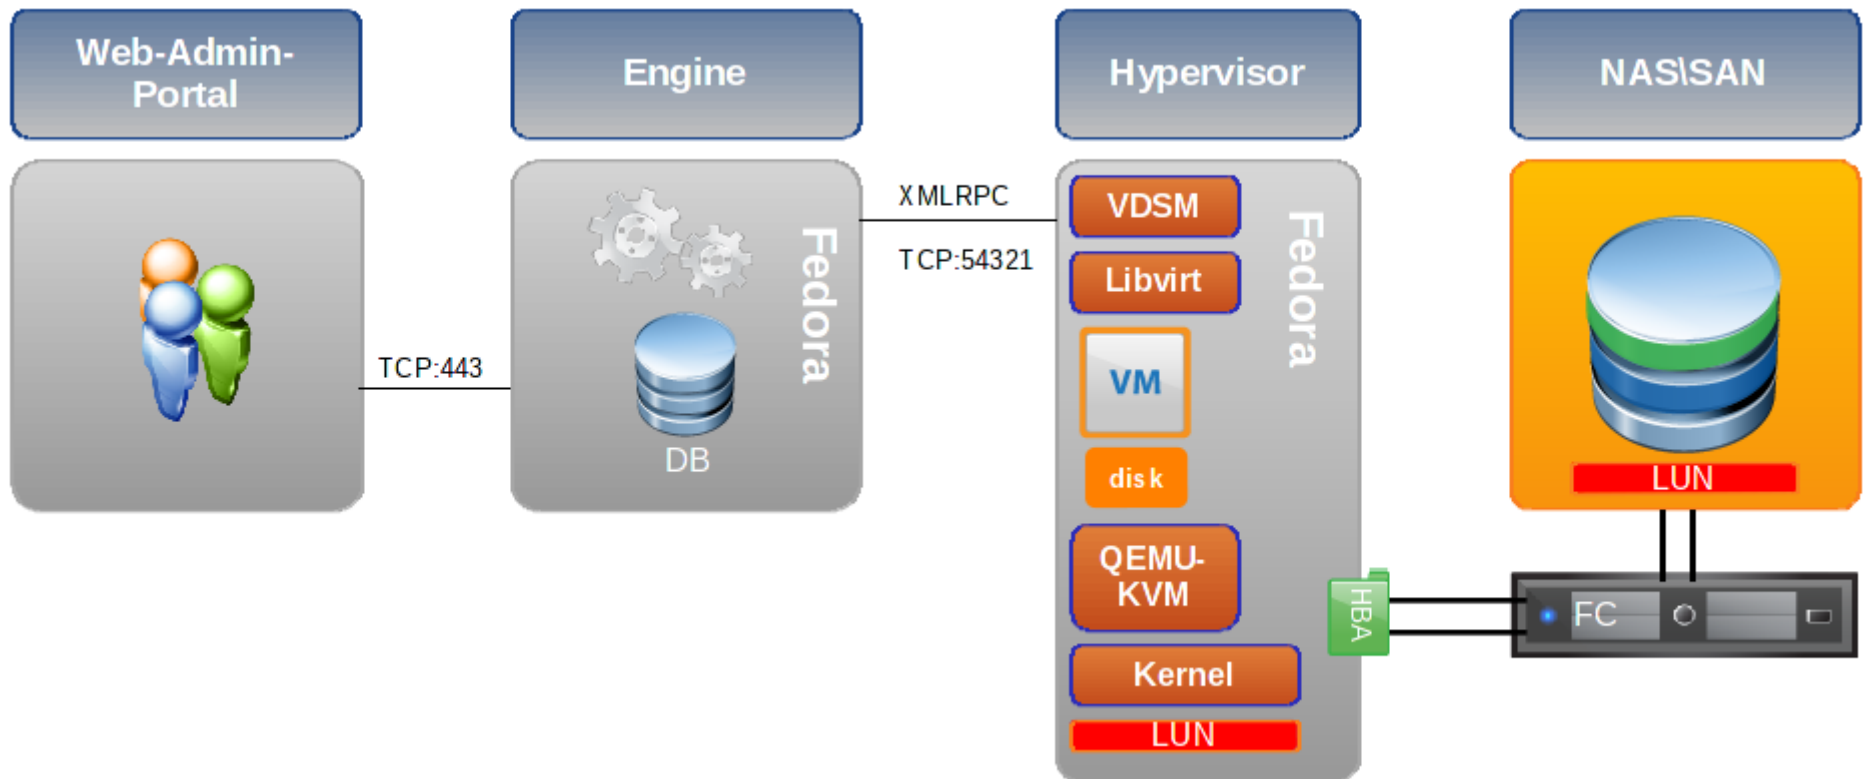 Web-Admin-
Portal
Engine
Hypervisor
NAS\SAN
TCP:443
Fedora
DB
XMLRPC
TCP:54321
VDSM
Libvirt
VM
disk
QEMU-
KVM
Kernel
LUN
Fedora
HBA
LUN
FC